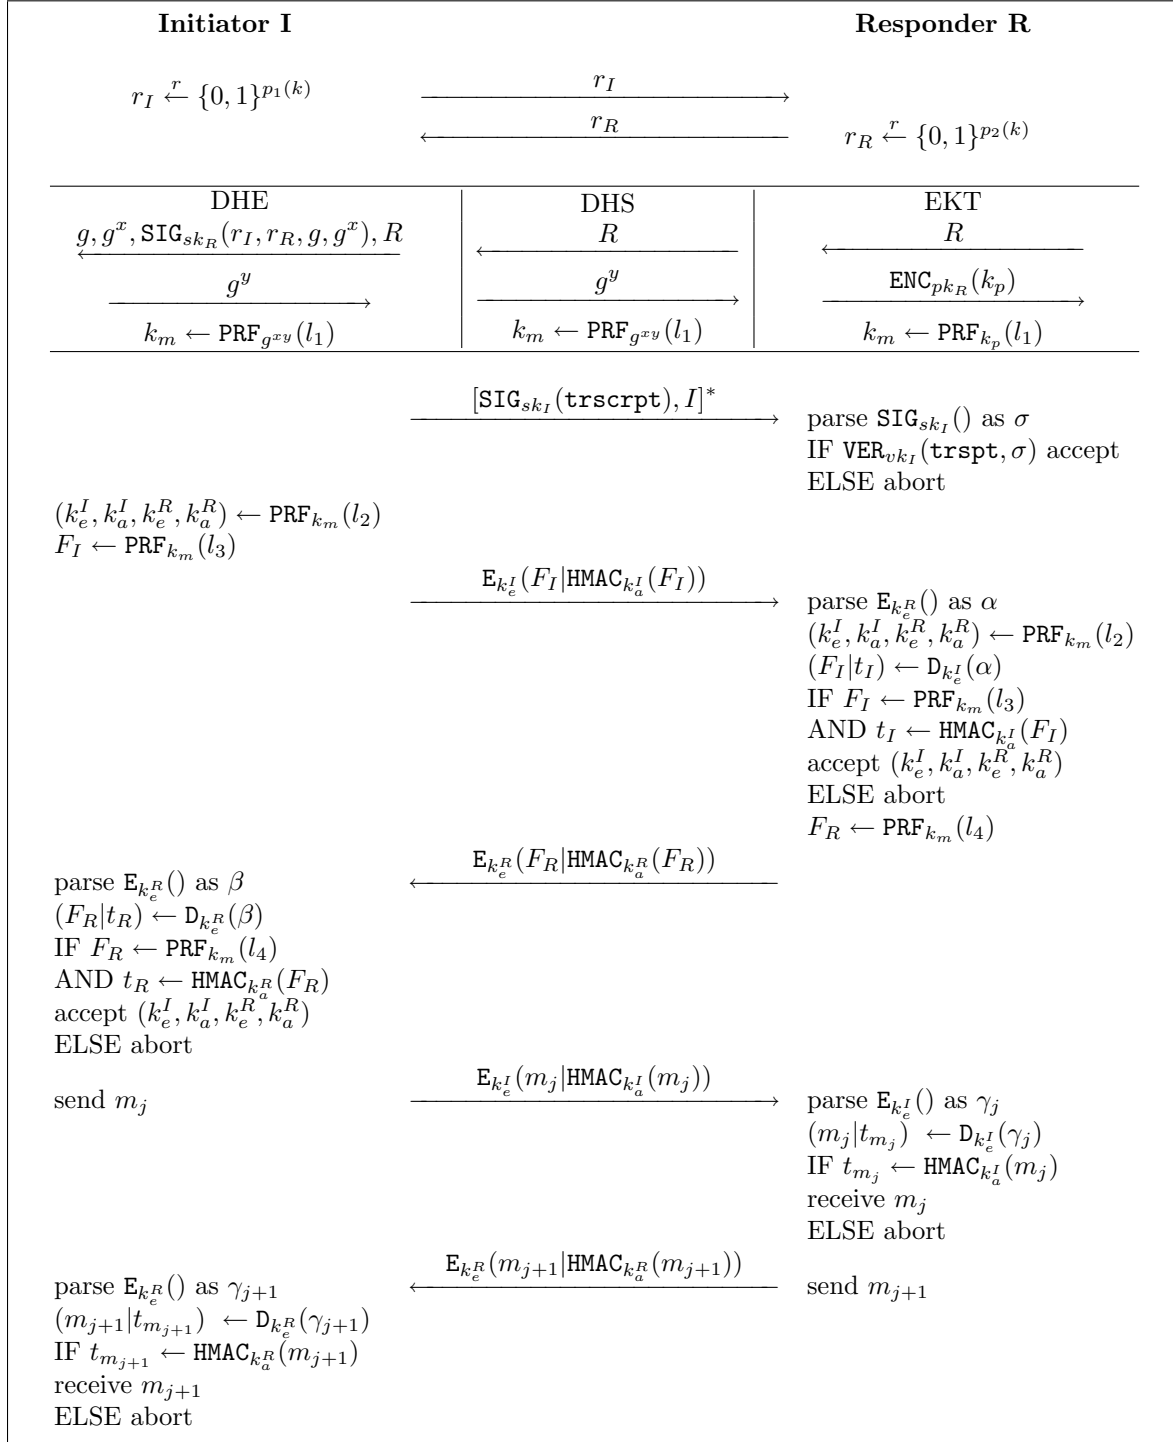 Initiator I Responder R
r_I ←^r {0, 1}^{p_1(k)} r_I
r_R r_R ←^r {0, 1}^{p_2(k)}
DHE DHS EKT
g, g^x, SIG_{sk_R}(r_I, r_R, g, g^x), R R R
g^y g^y ENC_{pk_R}(k_p)
k_m ← PRF_{g^{xy}}(l_1) k_m ← PRF_{g^{xy}}(l_1) k_m ← PRF_{k_p}(l_1)
[SIG_{sk_I}(trscrpt), I]^* parse SIG_{sk_I}() as σ
IF VER_{vk_I}(trspt, σ) accept
ELSE abort
(k_e^I, k_a^I, k_e^R, k_a^R) ← PRF_{k_m}(l_2)
F_I ← PRF_{k_m}(l_3)
E_{k_e^I}(F_I|HMAC_{k_a^I}(F_I)) parse E_{k_e^R}() as α
(k_e^I, k_a^I, k_e^R, k_a^R) ← PRF_{k_m}(l_2)
(F_I|t_I) ← D_{k_e^I}(α)
IF F_I ← PRF_{k_m}(l_3)
AND t_I ← HMAC_{k_a^I}(F_I)
accept (k_e^I, k_a^I, k_e^R, k_a^R)
ELSE abort
F_R ← PRF_{k_m}(l_4)
E_{k_e^R}(F_R|HMAC_{k_a^R}(F_R))
parse E_{k_e^R}() as β
(F_R|t_R) ← D_{k_e^R}(β)
IF F_R ← PRF_{k_m}(l_4)
AND t_R ← HMAC_{k_a^R}(F_R)
accept (k_e^I, k_a^I, k_e^R, k_a^R)
ELSE abort
send m_j E_{k_e^I}(m_j|HMAC_{k_a^I}(m_j)) parse E_{k_e^I}() as γ_j
(m_j|t_{m_j}) ← D_{k_e^I}(γ_j)
IF t_{m_j} ← HMAC_{k_a^I}(m_j)
receive m_j
ELSE abort
parse E_{k_e^R}() as γ_{j+1} E_{k_e^R}(m_{j+1}|HMAC_{k_a^R}(m_{j+1})) send m_{j+1}
(m_{j+1}|t_{m_{j+1}}) ← D_{k_e^R}(γ_{j+1})
IF t_{m_{j+1}} ← HMAC_{k_a^R}(m_{j+1})
receive m_{j+1}
ELSE abort